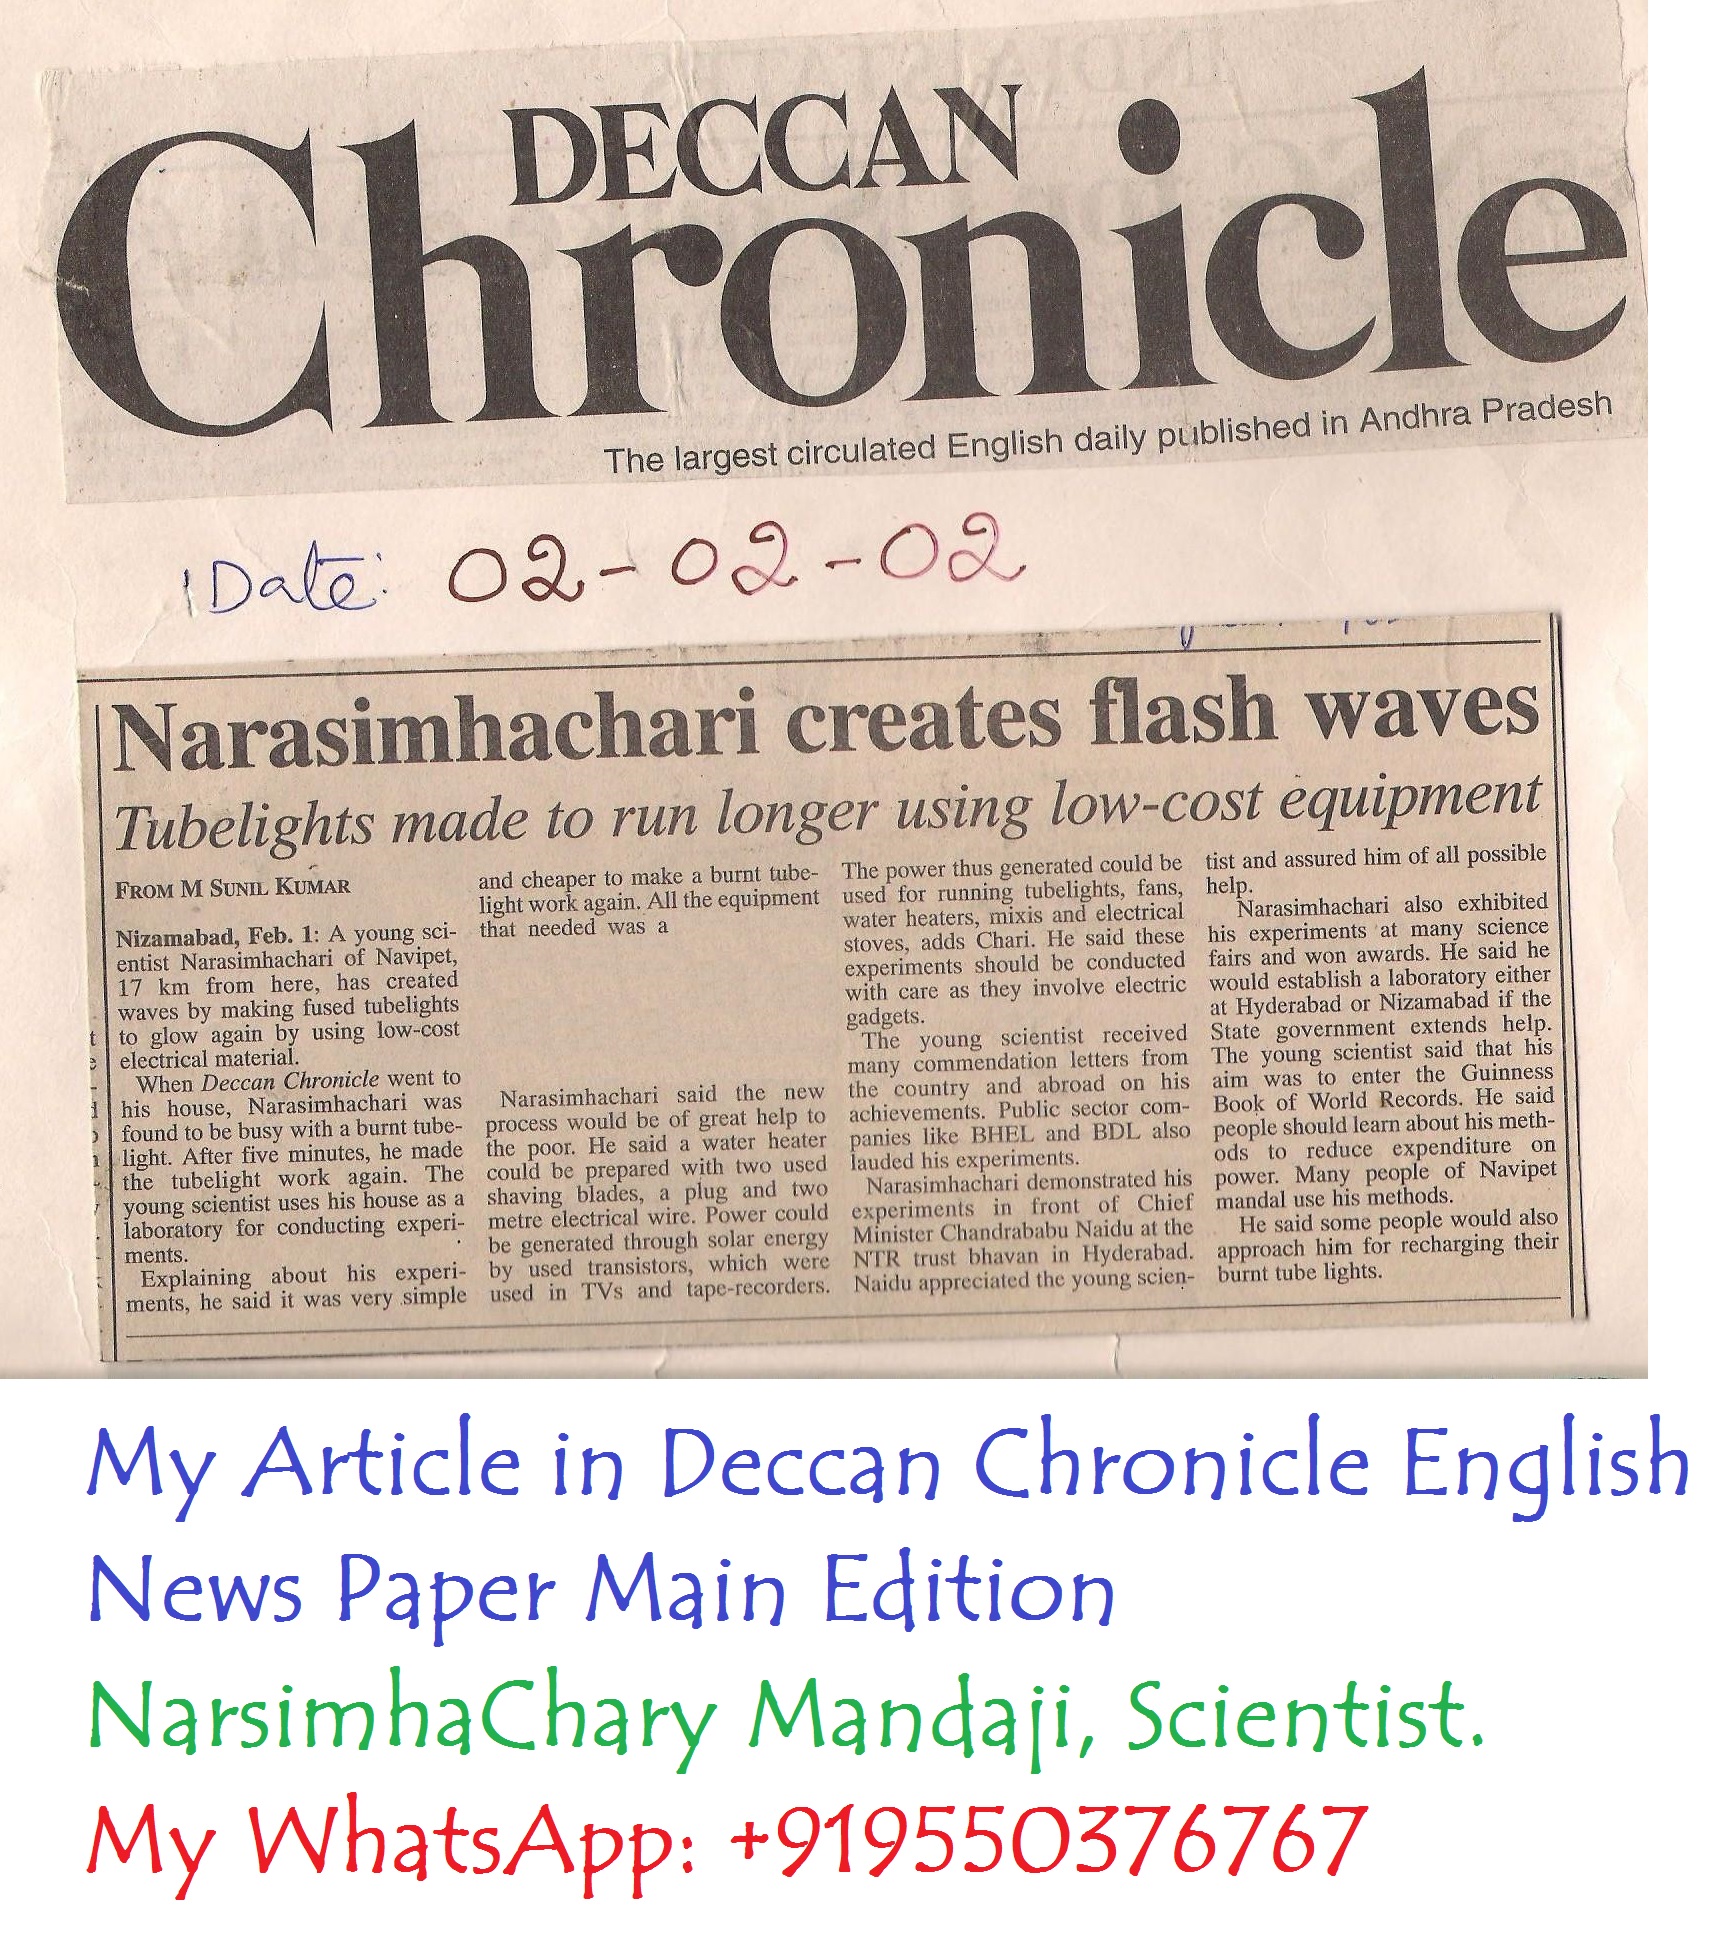 DECCAN
Chronicle
The largest circulated English daily published in Andhra Pradesh
Date: 02-02-02
Narasimhachari creates flash waves
Tubelights made to run longer using low-cost equipment
FROM M SUNIL KUMAR
Nizamabad, Feb. 1: A young sci-
entist Narasimhachari of Navipet,
17 km from here, has created
waves by making fused tubelights
to glow again by using low-cost
electrical material.
When Deccan Chronicle went to
his house, Narasimhachari was
found to be busy with a burnt tube-
light. After five minutes, he made
the tubelight work again. The
young scientist uses his house as a
laboratory for conducting experi-
ments.
Explaining about his experi-
ments, he said it was very simple
and cheaper to make a burnt tube-
light work again. All the equipment
that needed was a
Narasimhachari said the new
process would be of great help to
the poor. He said a water heater
could be prepared with two used
shaving blades, a plug and two
metre electrical wire. Power could
be generated through solar energy
by used transistors, which were
used in TVs and tape-recorders.
The power thus generated could be
used for running tubelights, fans,
water heaters, mixis and electrical
stoves, adds Chari. He said these
experiments should be conducted
with care as they involve electric
gadgets.
The young scientist received
many commendation letters from
the country and abroad on his
achievements. Public sector com-
panies like BHEL and BDL also
lauded his experiments.
Narasimhachari demonstrated his
experiments in front of Chief
Minister Chandrababu Naidu at the
NTR trust bhavan in Hyderabad.
Naidu appreciated the young scien-
tist and assured him of all possible
help.
Narasimhachari also exhibited
his experiments at many science
fairs and won awards. He said he
would establish a laboratory either
at Hyderabad or Nizamabad if the
State government extends help.
The young scientist said that his
aim was to enter the Guinness
Book of World Records. He said
people should learn about his meth-
ods to reduce expenditure on
power. Many people of Navipet
mandal use his methods.
He said some people would also
approach him for recharging their
burnt tube lights.
My Article in Deccan Chronicle English
News Paper Main Edition
NarsimhaChary Mandaji, Scientist.
My WhatsApp: +919550376767